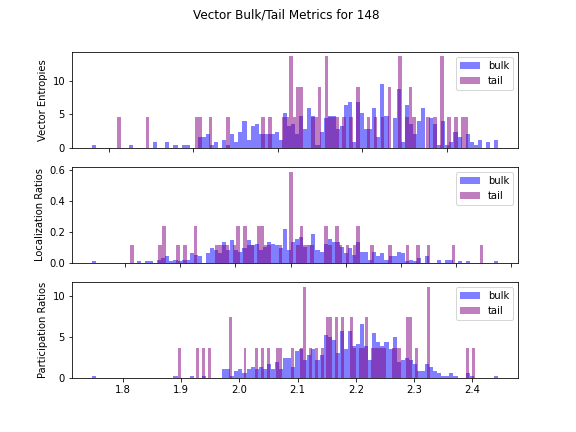 Vector Bulk/Tail Metrics for 148
Vector Entropies
10
5
0
bulk
tail
Localization Ratios
0.6
0.4
0.2
0.0
bulk
tail
Participation Ratios
10
5
0
bulk
tail
1.8 1.9 2.0 2.1 2.2 2.3 2.4